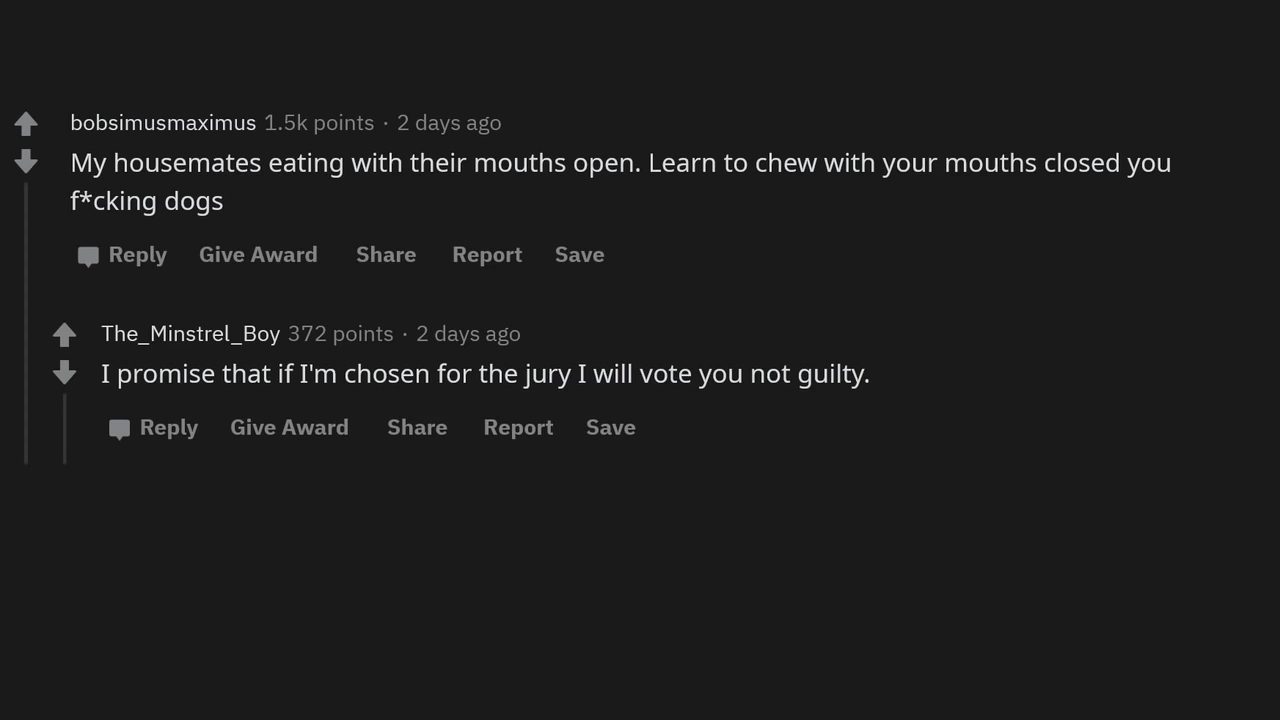 bobsimusmaximus 1.5k points · 2 days ago
My housemates eating with their mouths open. Learn to chew with your mouths closed you
f*cking dogs
Reply Give Award Share Report Save
The_Minstrel_Boy 372 points · 2 days ago
I promise that if I'm chosen for the jury I will vote you not guilty.
Reply Give Award Share Report Save